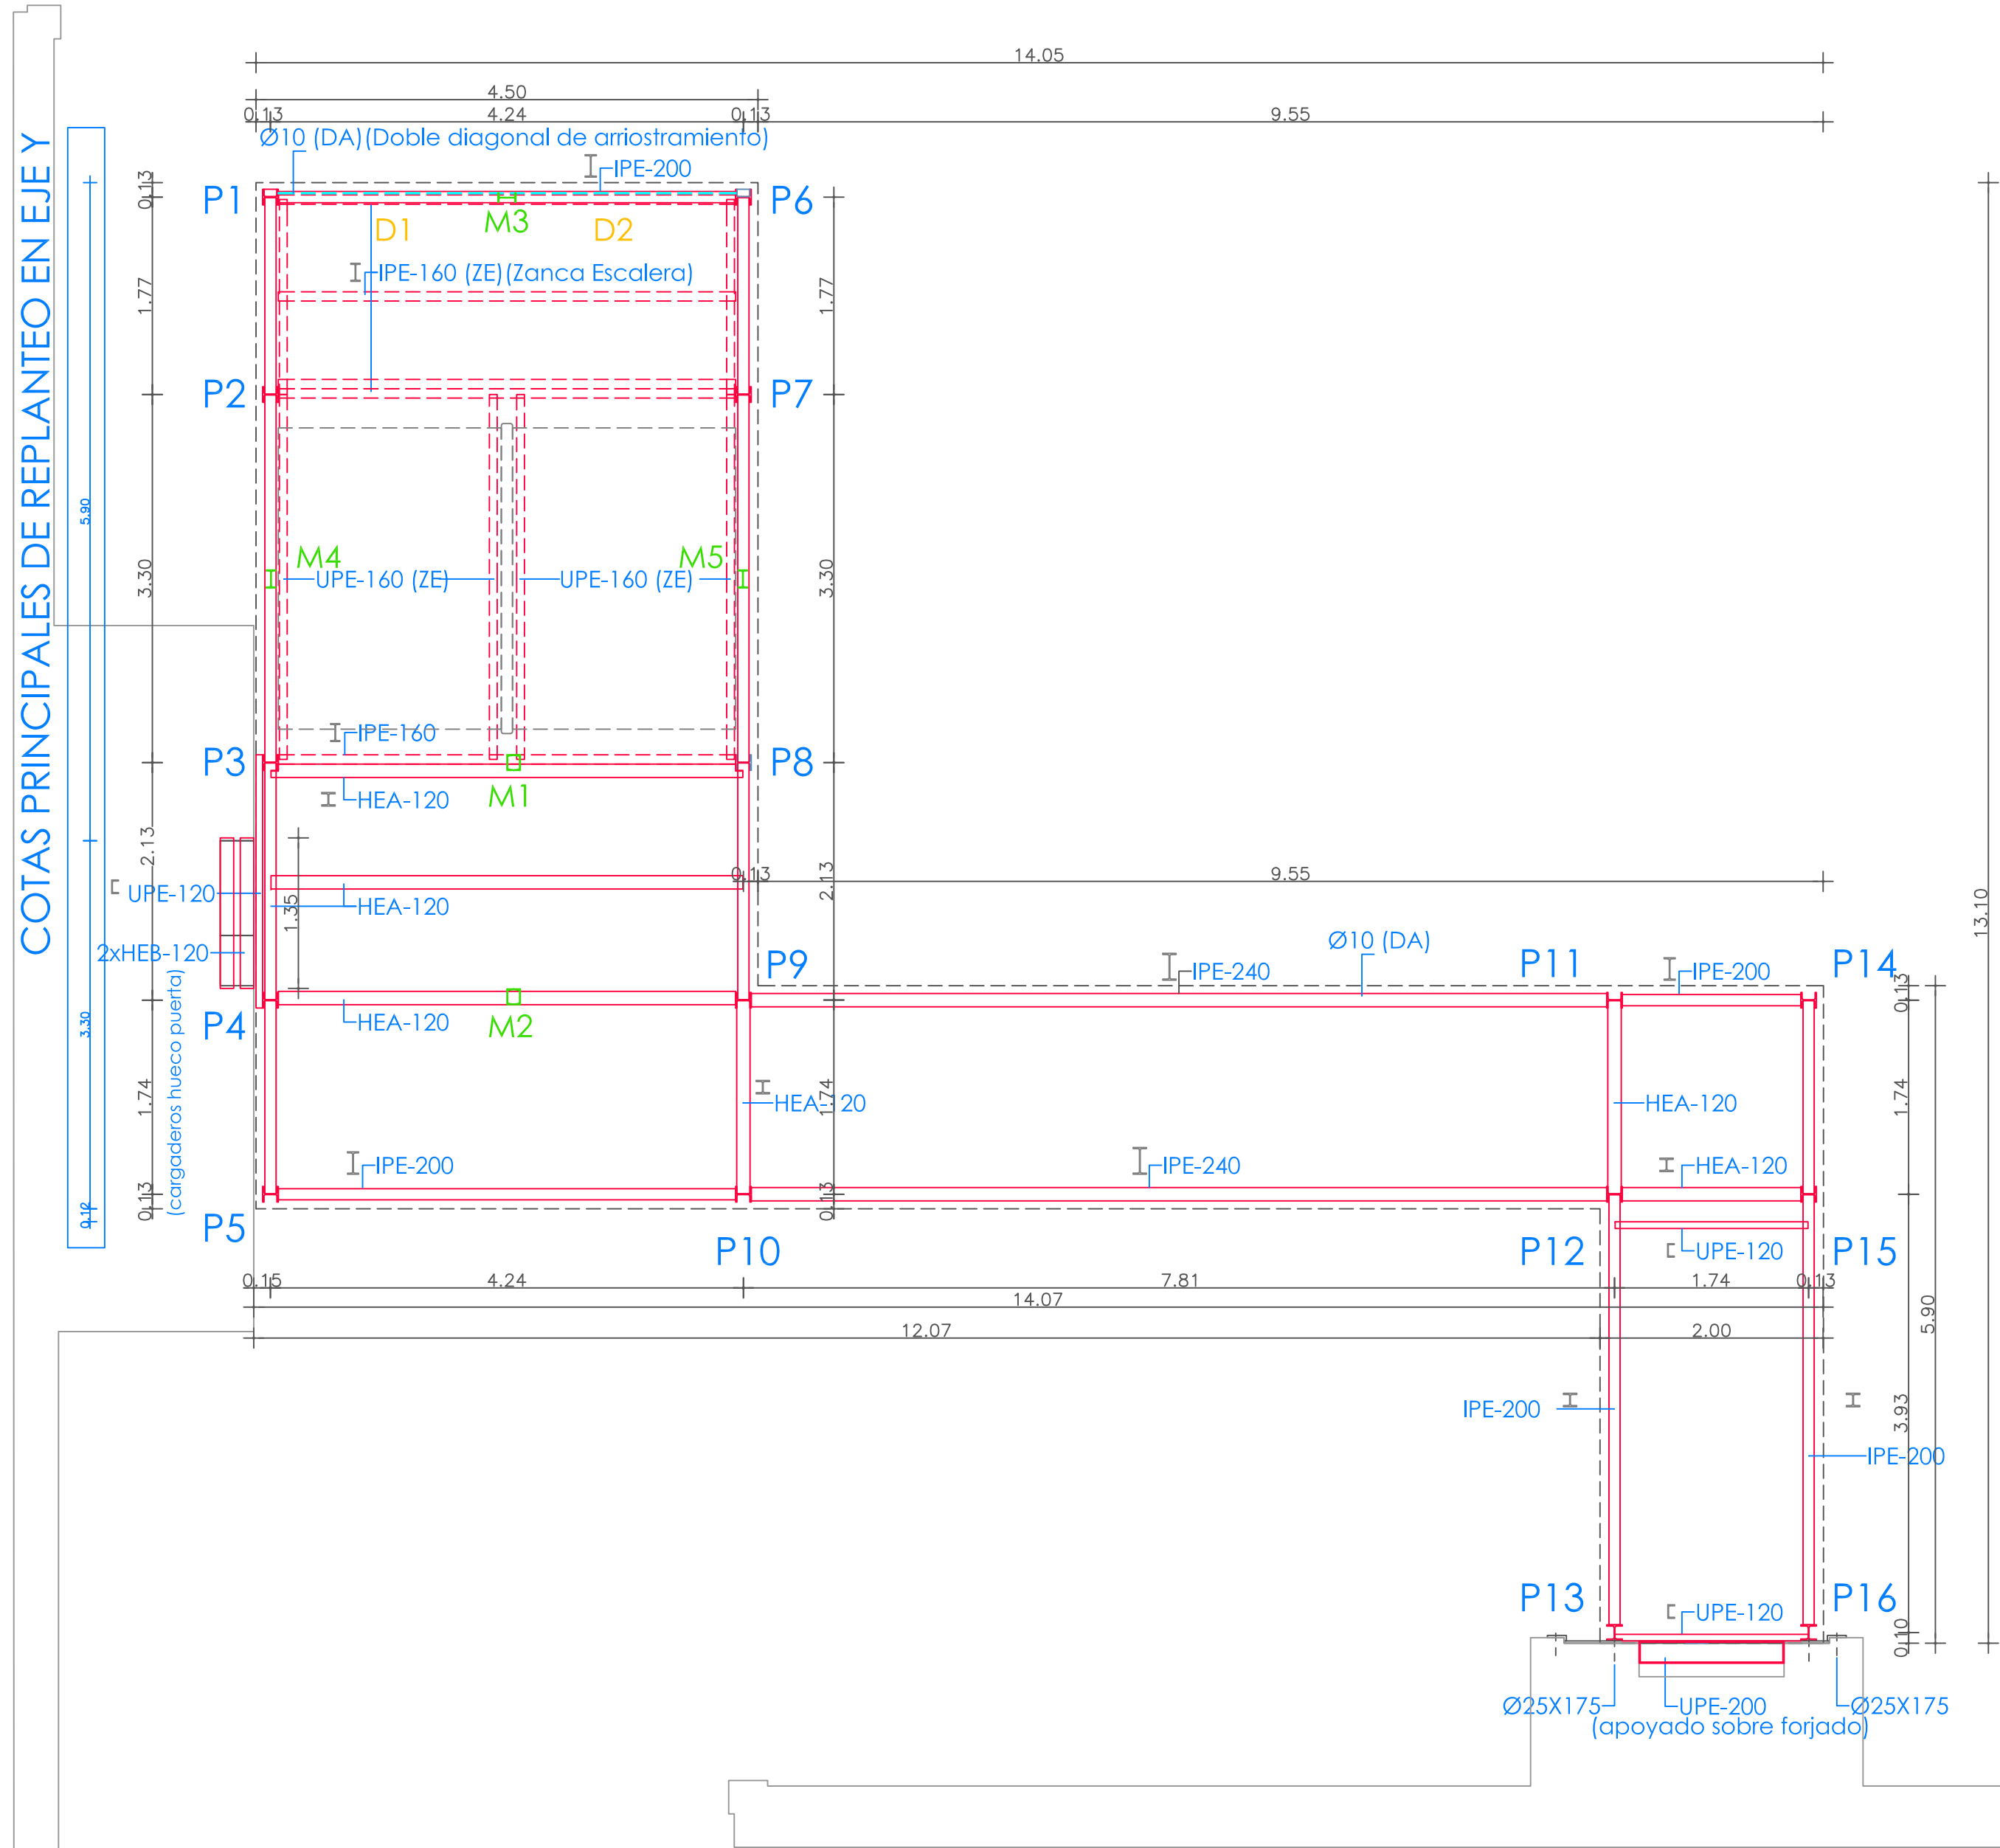 14.05
4.50
0.13
4.24
0.13
9.55
Ø10 (DA)(Doble diagonal de arriostramiento)
IPE-200
COTAS PRINCIPALES DE REPLANTEO EN EJE Y
0.13
P1
P6
M3
D1
D2
IPE-160 (ZE)(Zanca Escalera)
1.77
1.77
P2
P7
5.90
M4
M5
UPE-160 (ZE)
UPE-160 (ZE)
3.30
3.30
IPE-160
P3
P8
HEA-120
M1
2.13
2.13
0.13
9.55
UPE-120
HEA-120
1.35
13.10
2xHEB-120
(cargaderos hueco puerta)
P9
Ø10 (DA)
IPE-240
P11
IPE-200
P14
0.13
3.30
P4
HEA-120
M2
1.74
HEA-120
1.74
HEA-120
1.74
IPE-200
IPE-240
HEA-120
0.13
0.13
0.12
P5
P10
P12
UPE-120
P15
0.15
4.24
7.81
1.74
0.13
14.07
12.07
2.00
5.90
IPE-200
3.93
IPE-200
P13
UPE-120
P16
0.10
Ø25X175
UPE-200
Ø25X175
(apoyado sobre forjado)